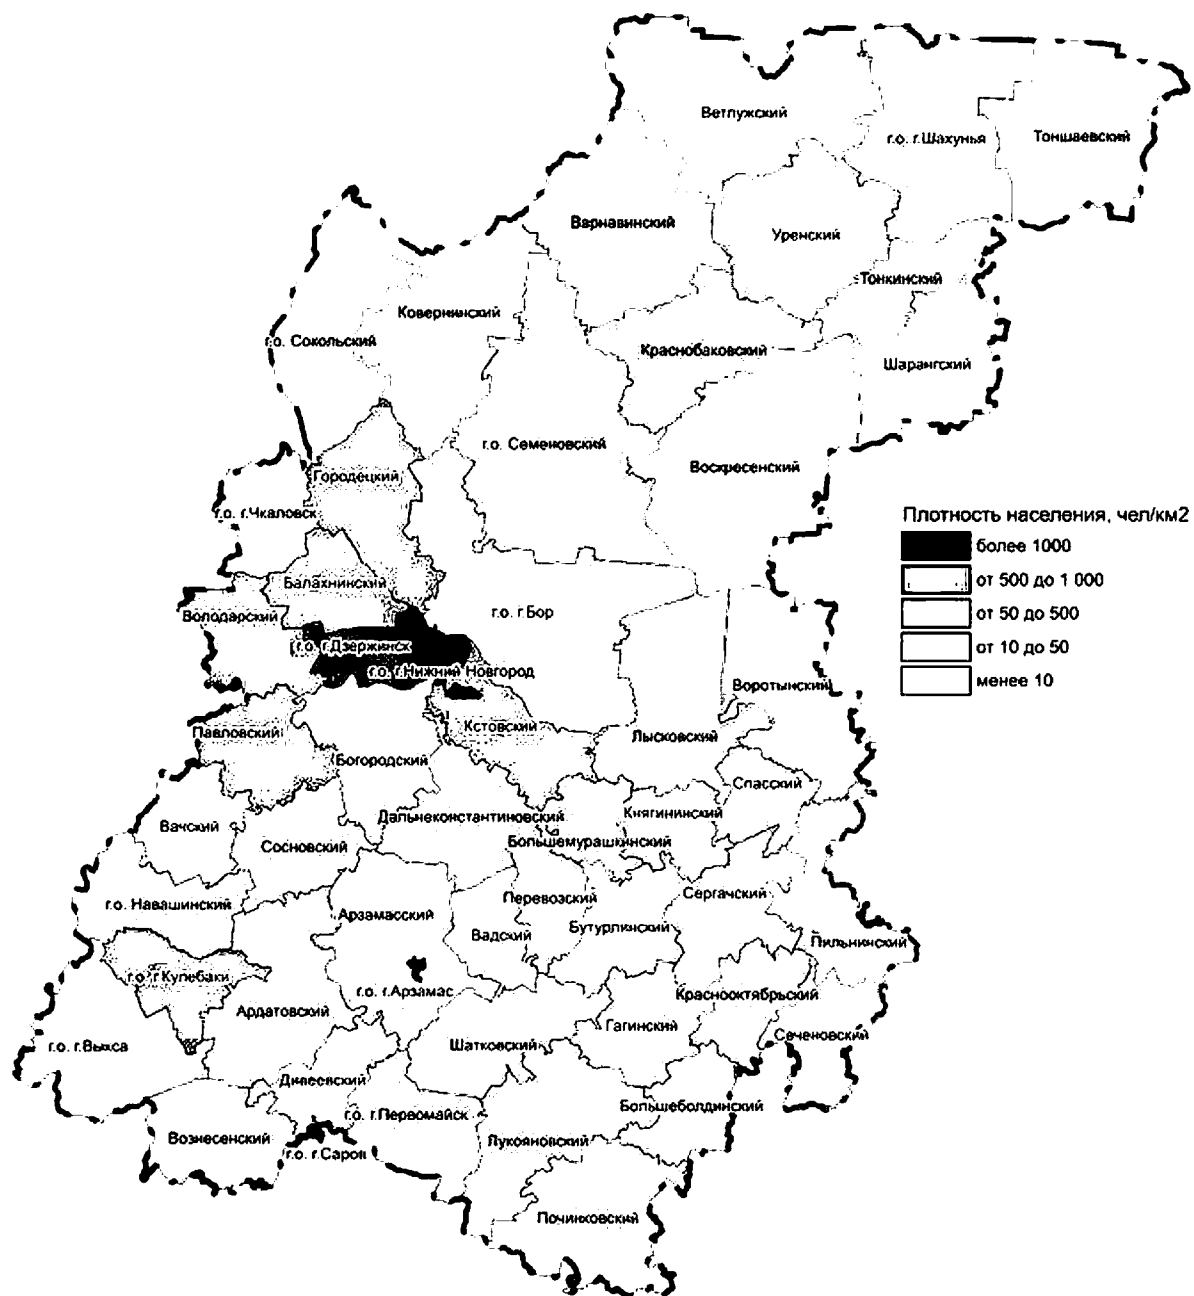 Ветлужский
г.о. г.Шахунья
Тоншаевский
Варнавинский
Уренский
Тонкинский
Ковернинский
г.о. Сокольский
Краснобаковский
Шарангский
г.о. Семеновский
Воскресенский
Городецкий
г.о. г.Чкаловск
Плотность населения, чел/км2
более 1000
от 500 до 1 000
от 50 до 500
от 10 до 50
менее 10
Балахнинский
Володарский
г.о. г.Бор
г.о. г.Дзержинск
г.о. г.Нижний Новгород
Воротынский
Павловский
Кстовский
Лысковский
Богородский
Спасский
Вачский
Дальнеконстантиновский
Княгининский
Сосновский
Большемурашкинский
г.о. Навашинский
Арзамасский
Перевозский
Сергачский
Вадский
Бутурлинский
Пильнинский
г.о. г.Кулебаки
г.о. г.Арзамас
Краснооктябрьский
Ардатовский
Гагинский
Сеченовский
г.о. г.Выкса
Шатковский
Дивеевский
г.о. г.Первомайск
Большеболдинский
Вознесенский
г.о. г.Саров
Лукояновский
Починковский